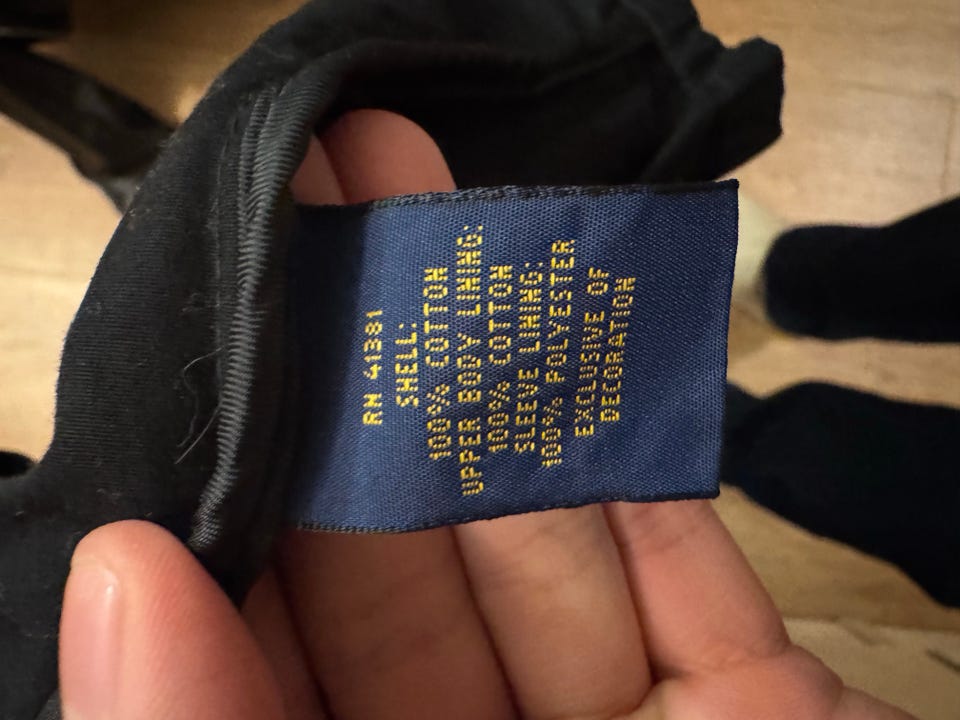 RN 41381
SHELL:
100% COTTON
UPPER BODY LINING:
100% COTTON
SLEEVE LINING:
100% POLYESTER
EXCLUSIVE OF
DECORATION